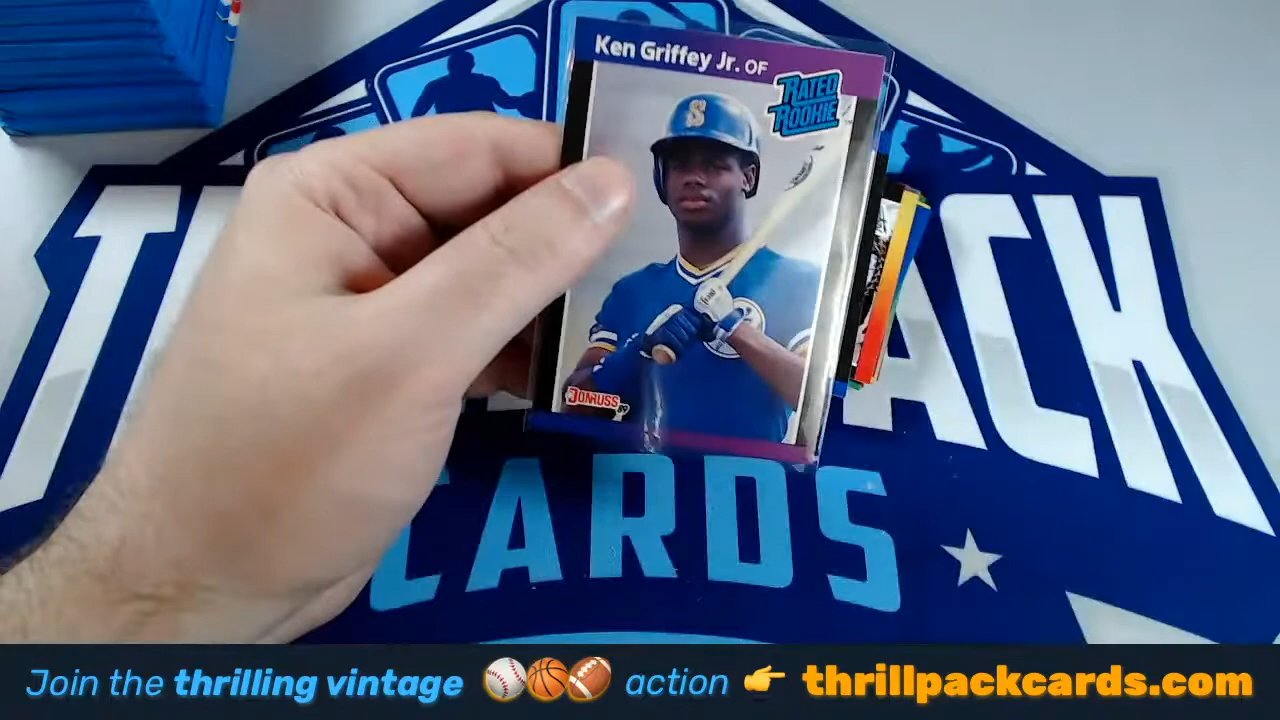 Ken Griffey Jr. OF
RATED
ROOKIE
S
DONRUSS 89
CARDS
Join the thrilling vintage action thrillpackcards.com